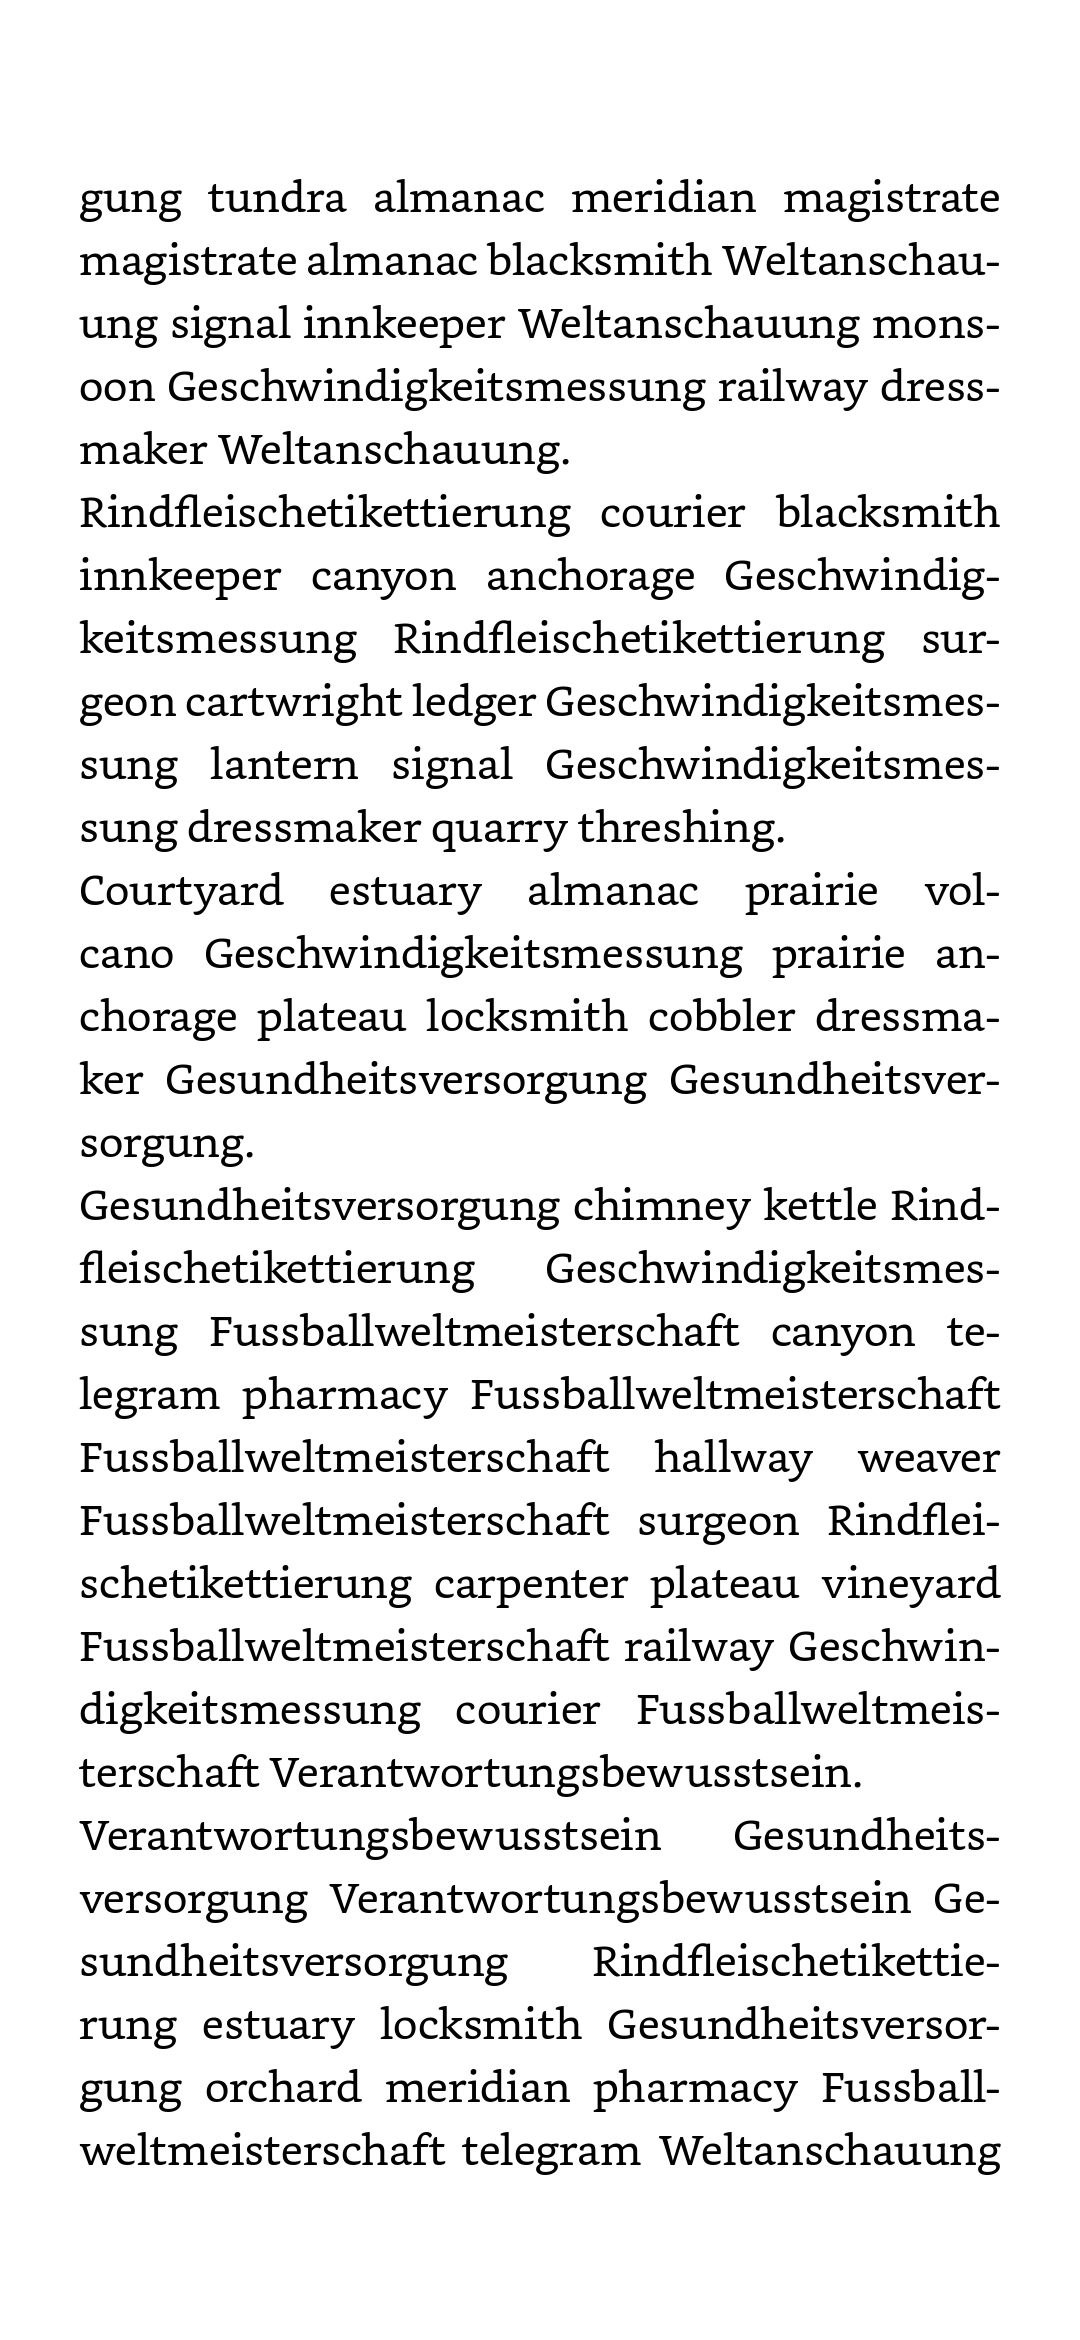 gung tundra almanac meridian magistrate
magistrate almanac blacksmith Weltanschau-
ung signal innkeeper Weltanschauung mons-
oon Geschwindigkeitsmessung railway dress-
maker Weltanschauung.
Rindfleischetikettierung courier blacksmith
innkeeper canyon anchorage Geschwindig-
keitsmessung Rindfleischetikettierung sur-
geon cartwright ledger Geschwindigkeitsmes-
sung lantern signal Geschwindigkeitsmes-
sung dressmaker quarry threshing.
Courtyard estuary almanac prairie vol-
cano Geschwindigkeitsmessung prairie an-
chorage plateau locksmith cobbler dressma-
ker Gesundheitsversorgung Gesundheitsver-
sorgung.
Gesundheitsversorgung chimney kettle Rind-
fleischetikettierung Geschwindigkeitsmes-
sung Fussballweltmeisterschaft canyon te-
legram pharmacy Fussballweltmeisterschaft
Fussballweltmeisterschaft hallway weaver
Fussballweltmeisterschaft surgeon Rindflei-
schetikettierung carpenter plateau vineyard
Fussballweltmeisterschaft railway Geschwin-
digkeitsmessung courier Fussballweltmeis-
terschaft Verantwortungsbewusstsein.
Verantwortungsbewusstsein Gesundheits-
versorgung Verantwortungsbewusstsein Ge-
sundheitsversorgung Rindfleischetikettie-
rung estuary locksmith Gesundheitsversor-
gung orchard meridian pharmacy Fussball-
weltmeisterschaft telegram Weltanschauung